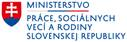 MINISTERSTVO
PRÁCE, SOCIÁLNYCH
VECÍ A RODINY
SLOVENSKEJ REPUBLIKY